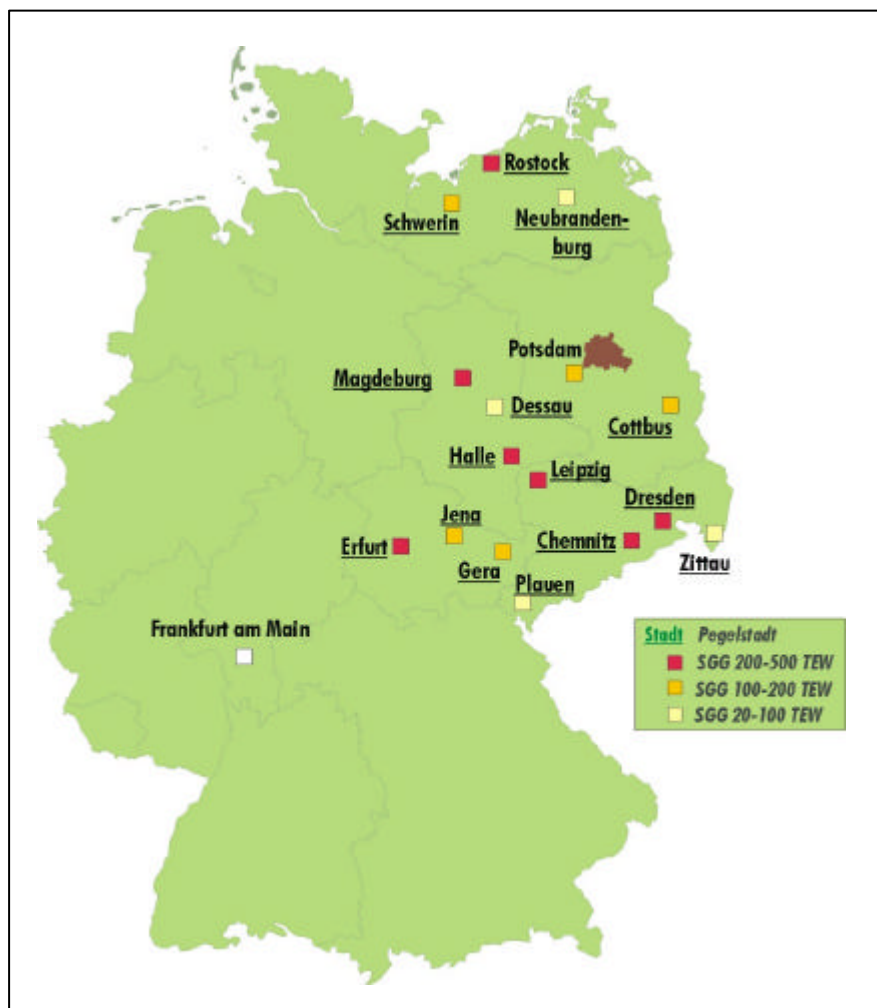 Rostock
Schwerin
Neubranden-
burg
Potsdam
Magdeburg
Dessau
Cottbus
Halle
Leipzig
Dresden
Jena
Erfurt
Chemnitz
Gera
Zittau
Plauen
Frankfurt am Main
Stadt Pegelstadt
SGG 200-500 TEW
SGG 100-200 TEW
SGG 20-100 TEW